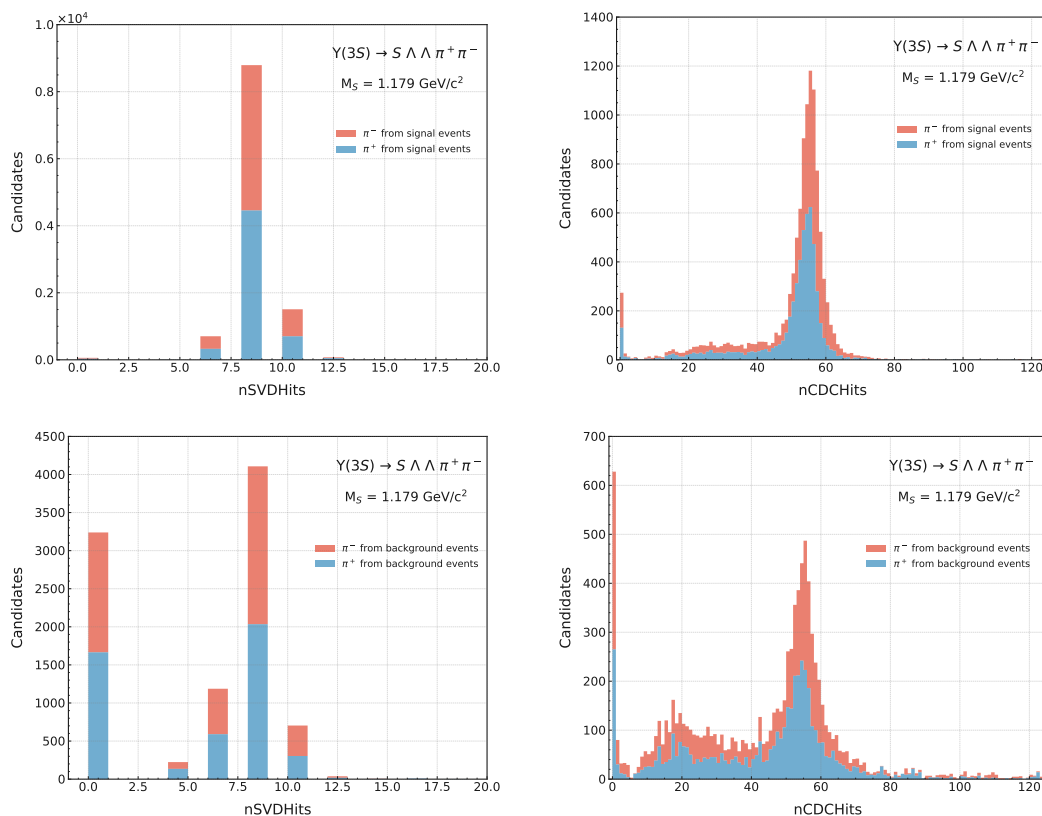 ×10⁴
Υ(3S) → S Λ Λ π⁺π⁻
M_S = 1.179 GeV/c²
π⁻ from signal events
π⁺ from signal events
Candidates
1.0
0.8
0.6
0.4
0.2
0.0
0.0 2.5 5.0 7.5 10.0 12.5 15.0 17.5 20.0
nSVDHits
Υ(3S) → S Λ Λ π⁺π⁻
M_S = 1.179 GeV/c²
π⁻ from signal events
π⁺ from signal events
Candidates
1400
1200
1000
800
600
400
200
0
0 20 40 60 80 100 120
nCDCHits
Υ(3S) → S Λ Λ π⁺π⁻
M_S = 1.179 GeV/c²
π⁻ from background events
π⁺ from background events
Candidates
4500
4000
3500
3000
2500
2000
1500
1000
500
0
0.0 2.5 5.0 7.5 10.0 12.5 15.0 17.5 20.0
nSVDHits
Υ(3S) → S Λ Λ π⁺π⁻
M_S = 1.179 GeV/c²
π⁻ from background events
π⁺ from background events
Candidates
700
600
500
400
300
200
100
0
0 20 40 60 80 100 120
nCDCHits